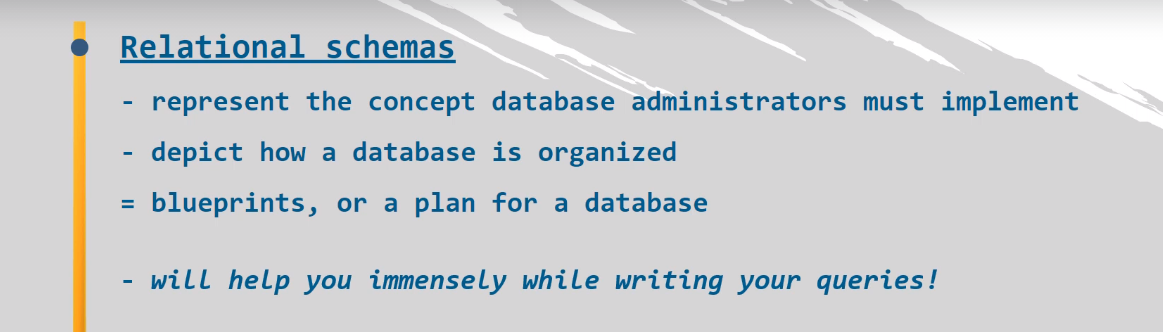 Relational schemas
- represent the concept database administrators must implement
- depict how a database is organized
= blueprints, or a plan for a database
- will help you immensely while writing your queries!